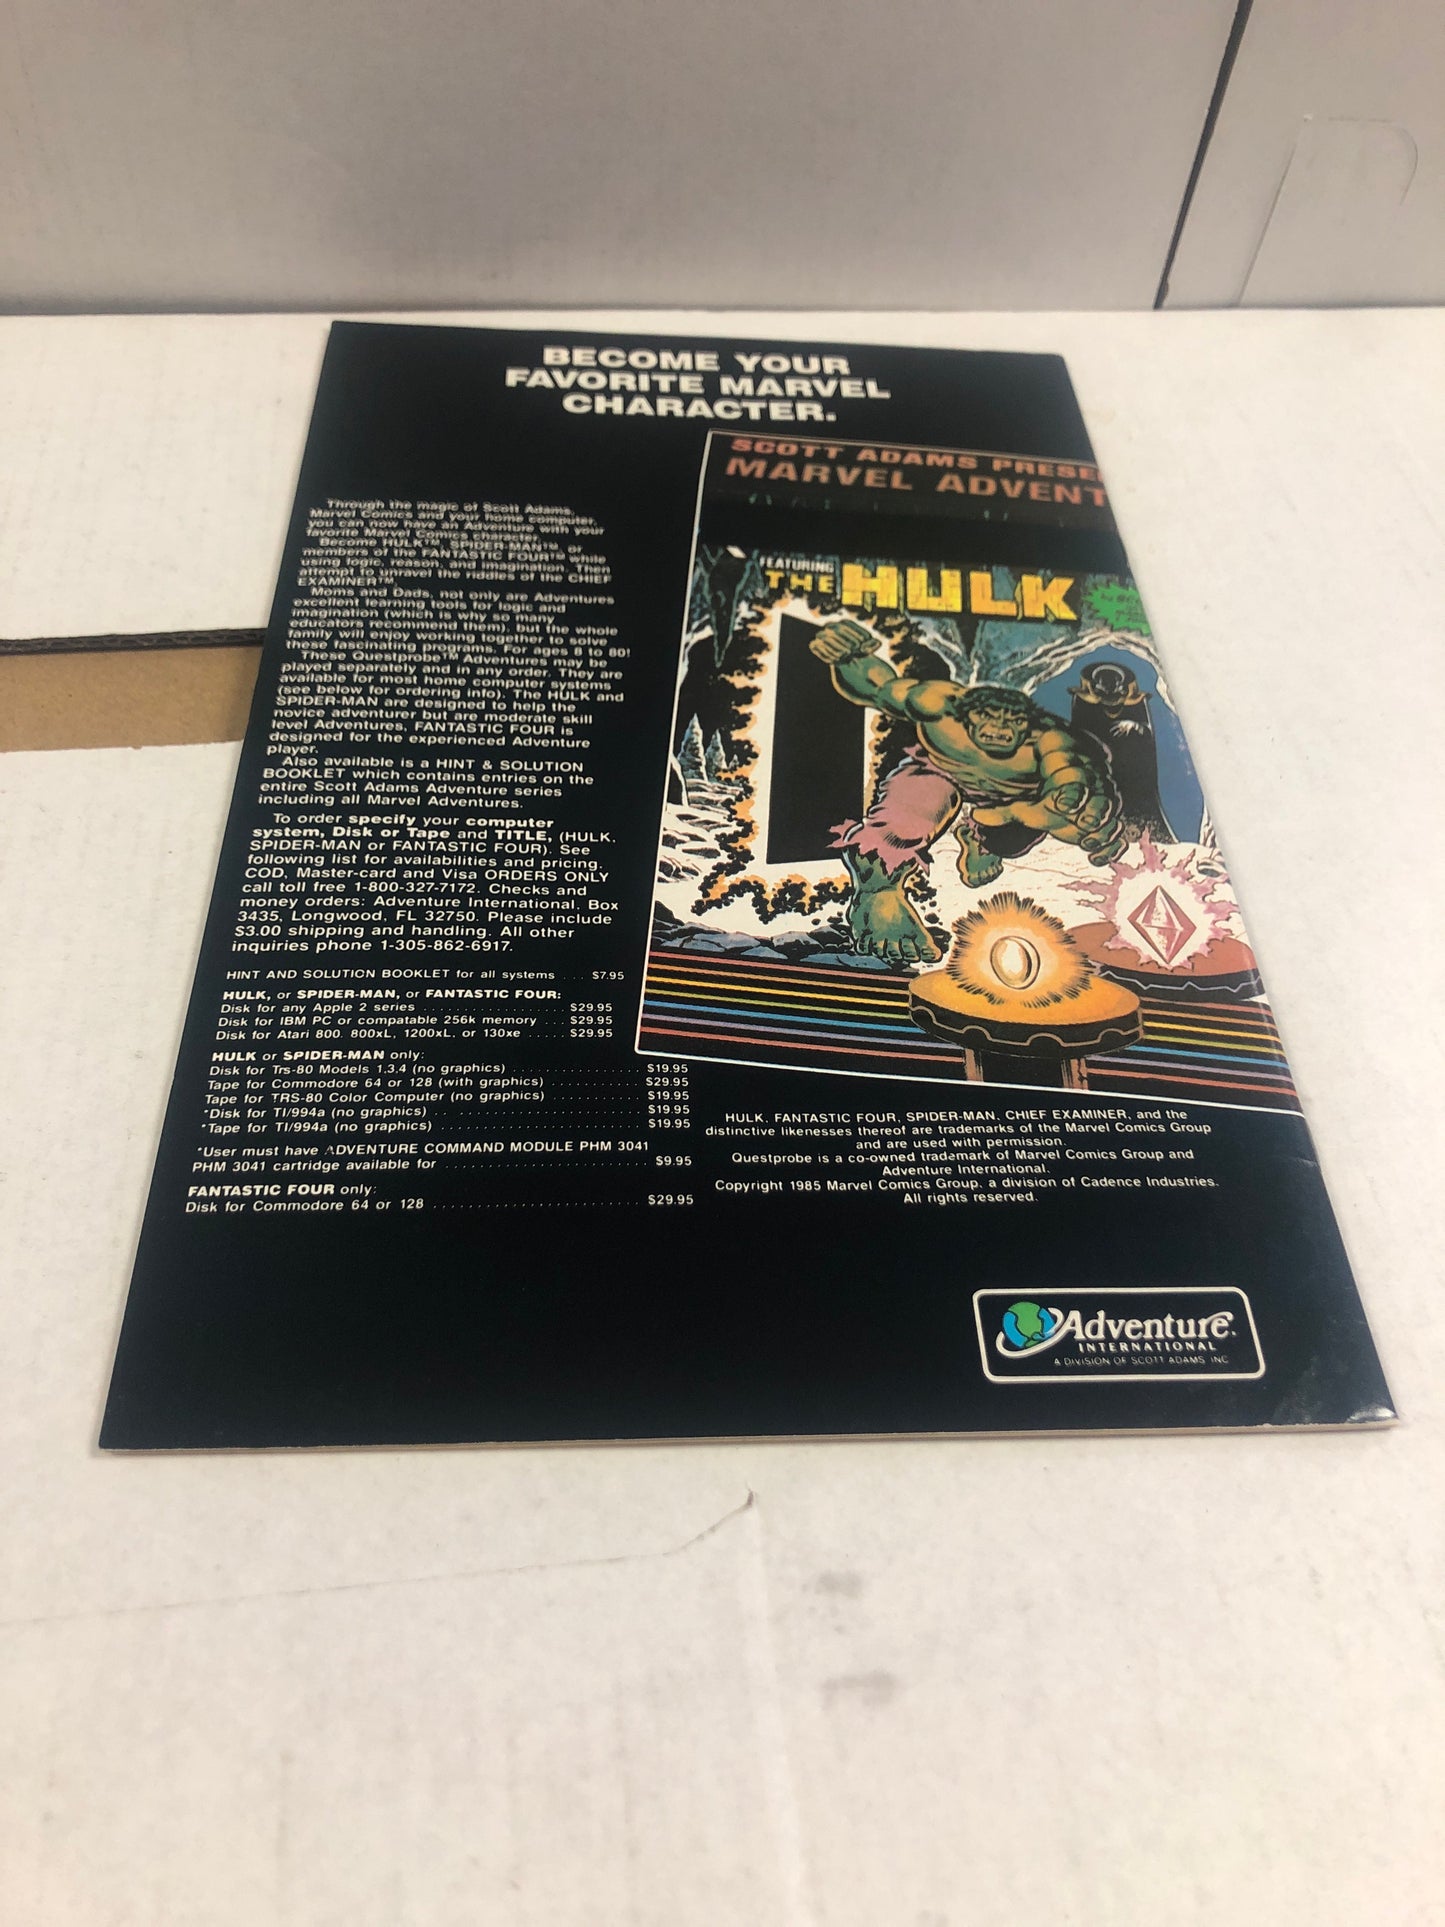 BECOME YOUR
FAVORITE MARVEL
CHARACTER.
Through the magic of Scott Adams,
Marvel Comics and your home computer,
you can now have an Adventure with your
favorite Marvel Comics character.
Become HULK™, SPIDER-MAN™, or
members of the FANTASTIC FOUR™ while
using logic, reason, and imagination. Then
attempt to unravel the riddles of the CHIEF
EXAMINER™.
Moms and Dads, not only are Adventures
excellent learning tools for logic and
imagination (which is why so many
educators recommend them), but the whole
family will enjoy working together to solve
these fascinating programs. For ages 8 to 80!
These Questprobe™ Adventures may be
played separately and in any order. They are
available for most home computer systems
(see below for ordering info). The HULK and
SPIDER-MAN are designed to help the
novice adventurer but are moderate skill
level Adventures, FANTASTIC FOUR is
designed for the experienced Adventure
player.
Also available is a HINT & SOLUTION
BOOKLET which contains entries on the
entire Scott Adams Adventure series
including all Marvel Adventures.
To order specify your computer
system, Disk or Tape and TITLE, (HULK,
SPIDER-MAN or FANTASTIC FOUR). See
following list for availabilities and pricing.
COD, Master-card and Visa ORDERS ONLY
call toll free 1-800-327-7172. Checks and
money orders: Adventure International, Box
3435, Longwood, FL 32750. Please include
$3.00 shipping and handling. All other
inquiries phone 1-305-862-6917.
HINT AND SOLUTION BOOKLET for all systems ... $7.95
HULK, or SPIDER-MAN, or FANTASTIC FOUR:
Disk for any Apple 2 series .................. $29.95
Disk for IBM PC or compatable 256k memory ... $29.95
Disk for Atari 800, 800xL, 1200xL, or 130xe ..... $29.95
HULK or SPIDER-MAN only:
Disk for Trs-80 Models 1,3,4 (no graphics) ............. $19.95
Tape for Commodore 64 or 128 (with graphics) ........... $29.95
Tape for TRS-80 Color Computer (no graphics) ........... $19.95
*Disk for TI/994a (no graphics) ....................... $19.95
*Tape for TI/994a (no graphics) ....................... $19.95
*User must have ADVENTURE COMMAND MODULE PHM 3041
PHM 3041 cartridge available for ....................... $9.95
FANTASTIC FOUR only:
Disk for Commodore 64 or 128 ....................... $29.95
SCOTT ADAMS PRESE
MARVEL ADVENT
FEATURING
THE HULK
HULK, FANTASTIC FOUR, SPIDER-MAN, CHIEF EXAMINER, and the
distinctive likenesses thereof are trademarks of the Marvel Comics Group
and are used with permission.
Questprobe is a co-owned trademark of Marvel Comics Group and
Adventure International.
Copyright 1985 Marvel Comics Group, a division of Cadence Industries.
All rights reserved.
Adventure
INTERNATIONAL
A DIVISION OF SCOTT ADAMS, INC